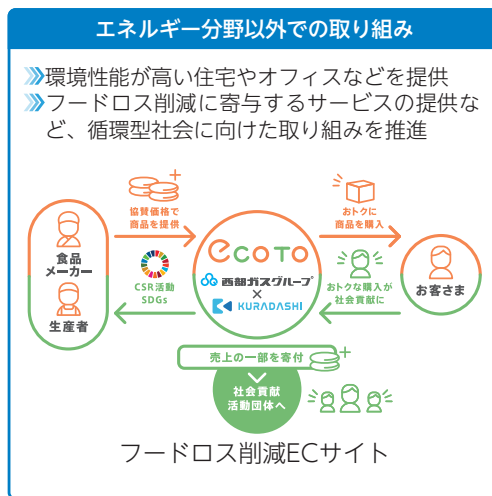 エネルギー分野以外での取り組み
環境性能が高い住宅やオフィスなどを提供
フードロス削減に寄与するサービスの提供な
ど、循環型社会に向けた取り組みを推進
協賛価格で
商品を提供
おトクに
商品を購入
食品
メーカー
生産者
CSR活動
SDGs
ecoto
西部ガスグループ
×
KURADASHI
おトクな購入が
社会貢献に
お客さま
売上の一部を寄付
社会貢献
活動団体へ
フードロス削減ECサイト